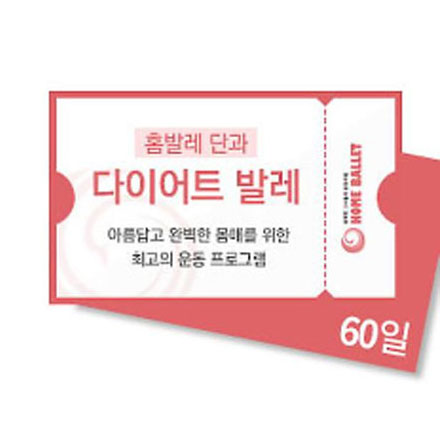 홈발레 단과
다이어트 발레
아름답고 완벽한 몸매를 위한
최고의 운동 프로그램
HOME BALLET
60일